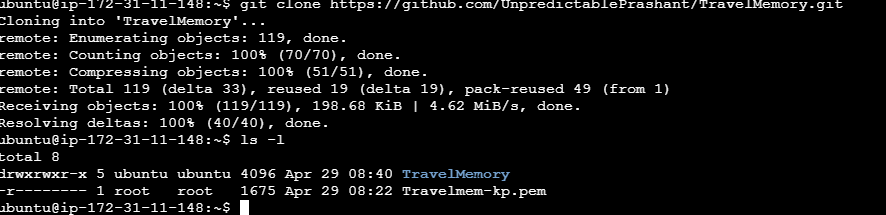 ubuntu@ip-172-31-11-148:~$ git clone https://github.com/UnpredictablePrashant/TravelMemory.git
Cloning into 'TravelMemory'...
remote: Enumerating objects: 119, done.
remote: Counting objects: 100% (70/70), done.
remote: Compressing objects: 100% (51/51), done.
remote: Total 119 (delta 33), reused 19 (delta 19), pack-reused 49 (from 1)
Receiving objects: 100% (119/119), 198.68 KiB | 4.62 MiB/s, done.
Resolving deltas: 100% (40/40), done.
ubuntu@ip-172-31-11-148:~$ ls -l
total 8
drwxrwxr-x 5 ubuntu ubuntu 4096 Apr 29 08:40 TravelMemory
-r-------- 1 root   root   1675 Apr 29 08:22 Travelmem-kp.pem
ubuntu@ip-172-31-11-148:~$